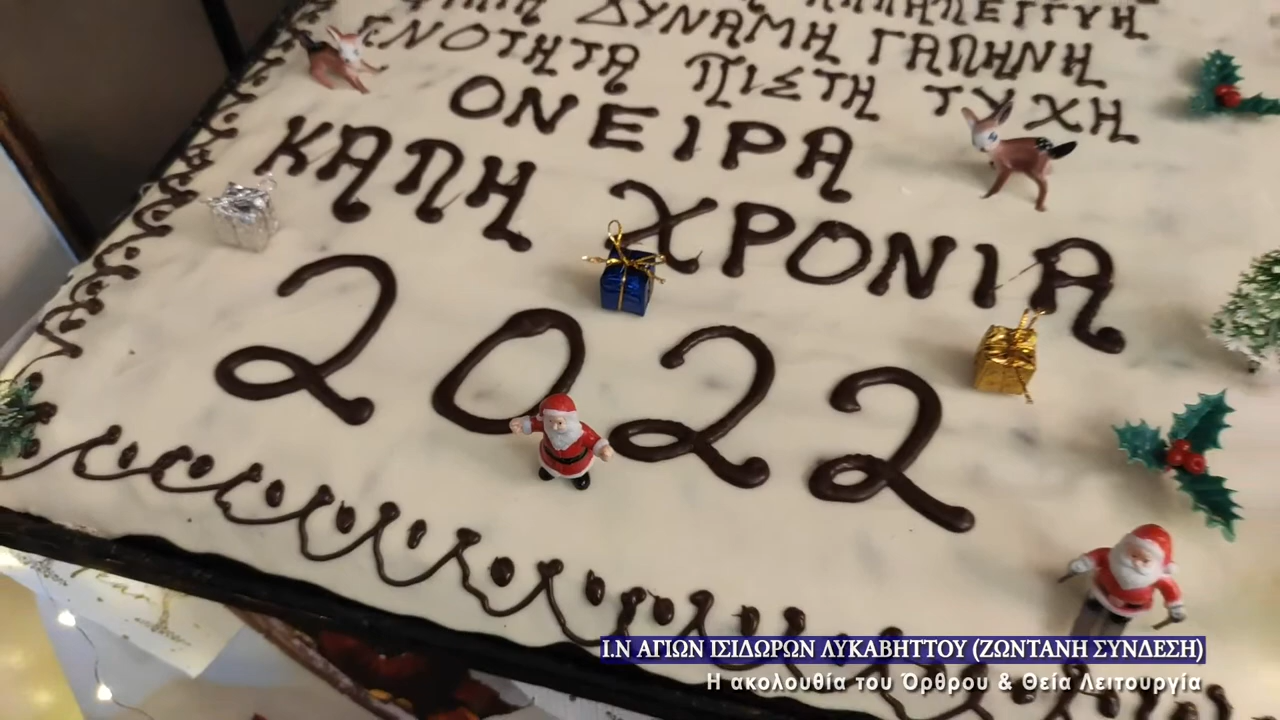 ΔΥΝΑΜΗ ΓΑΛΗΝΗ
ΕΝΟΤΗΤΑ ΠΙΣΤΗ ΤΥΧΗ
ΟΝΕΙΡΑ
ΚΑΛΗ ΧΡΟΝΙΑ
2022
Ι.Ν ΑΓΙΩΝ ΙΣΙΔΩΡΩΝ ΛΥΚΑΒΗΤΤΟΥ (ΖΩΝΤΑΝΗ ΣΥΝΔΕΣΗ)
Η ακολουθία του Όρθρου & Θεία Λειτουργία